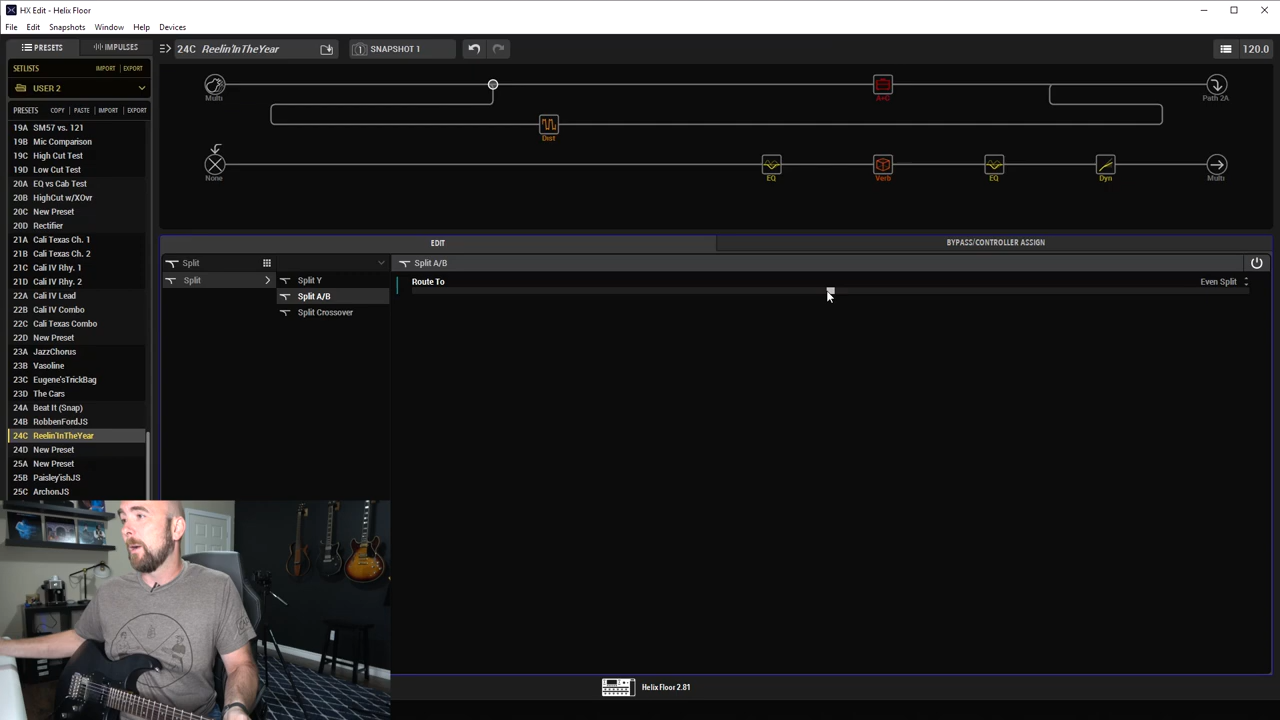 HX Edit - Helix Floor
File Edit Snapshots Window Help Devices
PRESETS IMPULSES
24C Reelin'InTheYear
1 SNAPSHOT 1
120.0
SETLISTS IMPORT EXPORT
USER 2
PRESETS COPY PASTE IMPORT EXPORT
19A SM57 vs. 121
19B Mic Comparison
19C High Cut Test
19D Low Cut Test
20A EQ vs Cab Test
20B HighCut w/XOvr
20C New Preset
20D Rectifier
21A Cali Texas Ch. 1
21B Cali Texas Ch. 2
21C Cali IV Rhy. 1
21D Cali IV Rhy. 2
22A Cali IV Lead
22B Cali IV Combo
22C Cali Texas Combo
22D New Preset
23A JazzChorus
23B Vasoline
23C Eugene'sTrickBag
23D The Cars
24A Beat It (Snap)
24B RobbenFordJS
24C Reelin'InTheYear
24D New Preset
25A New Preset
25B Paisley'ishJS
25C ArchonJS
Multi A+C Path 2A
Dist
None EQ Verb EQ Dyn Multi
EDIT BYPASS/CONTROLLER ASSIGN
Split
Split
Split Y
Split A/B
Split Crossover
Split A/B
Route To Even Split
Helix Floor 2.81